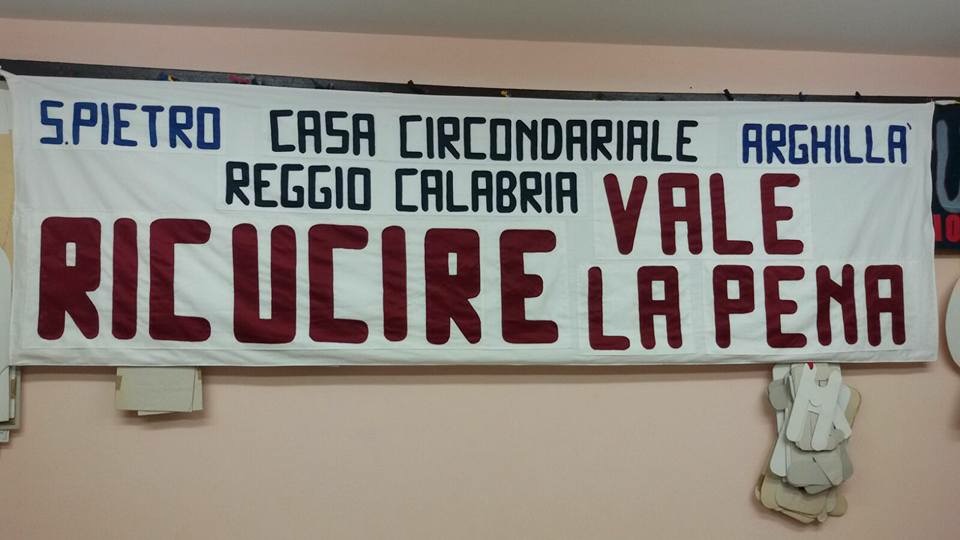 S.PIETRO CASA CIRCONDARIALE ARGHILLA'
REGGIO CALABRIA
RICUCIRE VALE
LA PENA